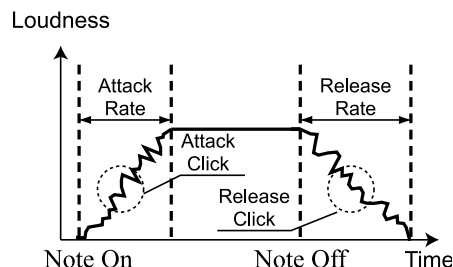 Loudness
Attack
Rate
Release
Rate
Attack
Click
Release
Click
Note On
Note Off
Time